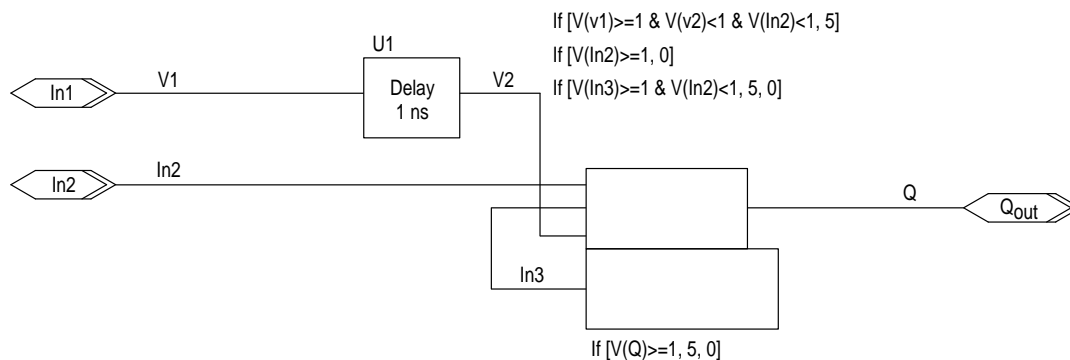 If [V(v1)>=1 & V(v2)<1 & V(In2)<1, 5]
If [V(In2)>=1, 0]
If [V(In3)>=1 & V(In2)<1, 5, 0]
U1
In1
V1
Delay
1 ns
V2
In2
In2
Q
Qout
In3
If [V(Q)>=1, 5, 0]